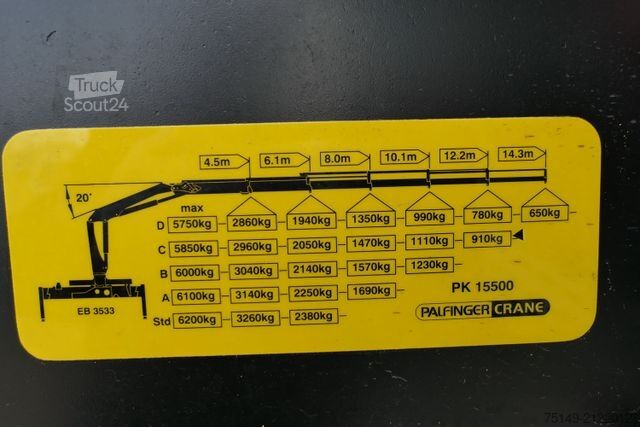 Truck
Scout24
4.5m 6.1m 8.0m 10.1m 12.2m 14.3m
20°
max
D 5750kg 2860kg 1940kg 1350kg 990kg 780kg 650kg
C 5850kg 2960kg 2050kg 1470kg 1110kg 910kg
B 6000kg 3040kg 2140kg 1570kg 1230kg
A 6100kg 3140kg 2250kg 1690kg
Std 6200kg 3260kg 2380kg
EB 3533
PK 15500
PALFINGER CRANE